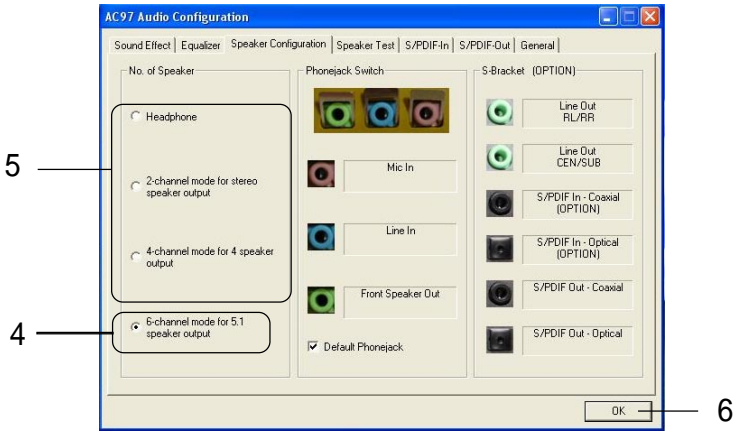 AC97 Audio Configuration
Sound Effect Equalizer Speaker Configuration Speaker Test S/PDIF-In S/PDIF-Out General
No. of Speaker
Headphone
2-channel mode for stereo
speaker output
4-channel mode for 4 speaker
output
6-channel mode for 5.1
speaker output
5
4
Phonejack Switch
Mic In
Line In
Front Speaker Out
Default Phonejack
S-Bracket (OPTION)
Line Out
RL/RR
Line Out
CEN/SUB
S/PDIF In - Coaxial
(OPTION)
S/PDIF In - Optical
(OPTION)
S/PDIF Out - Coaxial
S/PDIF Out - Optical
OK
6